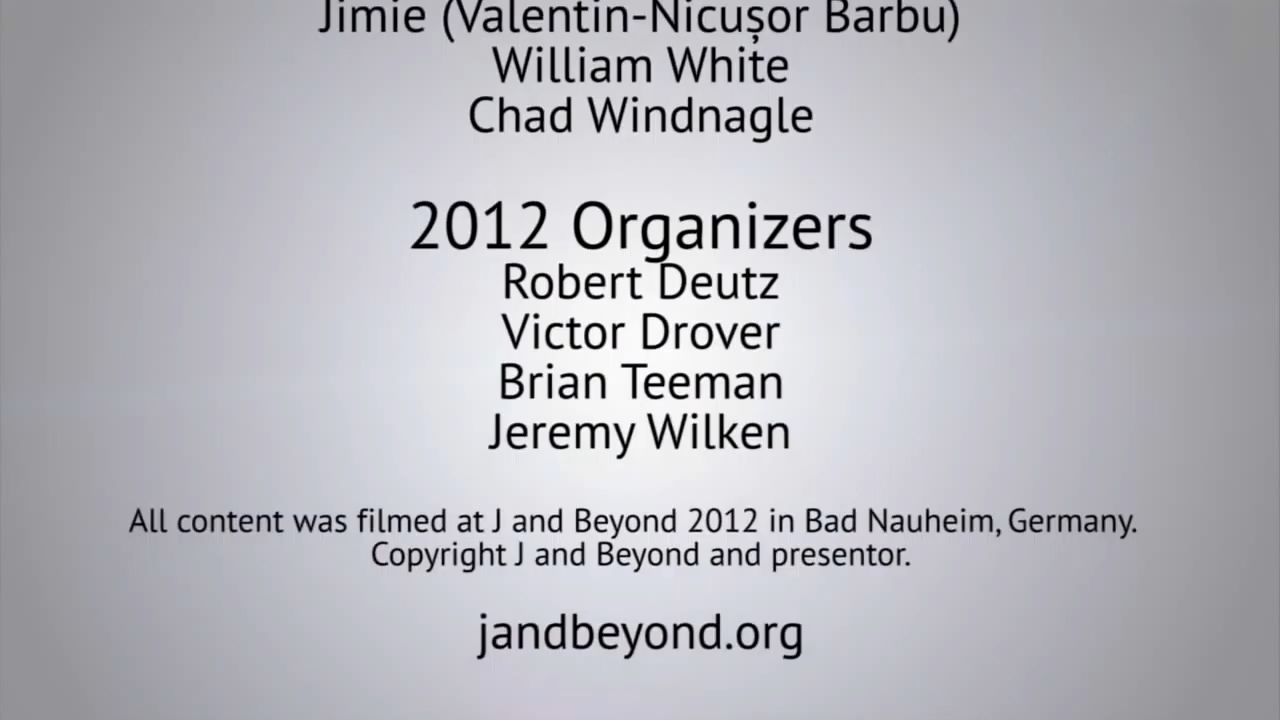 Jimie (Valentin-Nicușor Barbu)
William White
Chad Windnagle
2012 Organizers
Robert Deutz
Victor Drover
Brian Teeman
Jeremy Wilken
All content was filmed at J and Beyond 2012 in Bad Nauheim, Germany.
Copyright J and Beyond and presentor.
jandbeyond.org